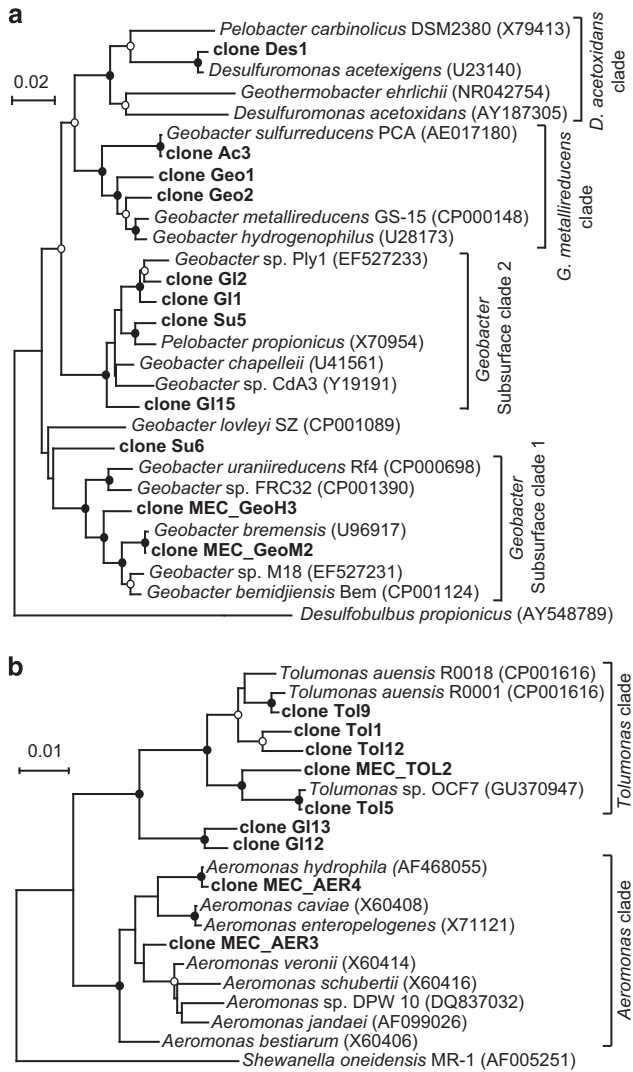 a
Pelobacter carbinolicus DSM2380 (X79413)
clone Des1
Desulfuromonas acetexigens (U23140)
Geothermobacter ehrlichii (NR042754)
Desulfuromonas acetoxidans (AY187305)
D. acetoxidans
clade
0.02
Geobacter sulfurreducens PCA (AE017180)
clone Ac3
clone Geo1
clone Geo2
Geobacter metallireducens GS-15 (CP000148)
Geobacter hydrogenophilus (U28173)
G. metallireducens
clade
Geobacter sp. Ply1 (EF527233)
clone Gl2
clone Gl1
clone Su5
Pelobacter propionicus (X70954)
Geobacter chapelleii (U41561)
Geobacter sp. CdA3 (Y19191)
clone Gl15
Geobacter
Subsurface clade 2
Geobacter lovleyi SZ (CP001089)
clone Su6
Geobacter uraniireducens Rf4 (CP000698)
Geobacter sp. FRC32 (CP001390)
clone MEC_GeoH3
Geobacter bremensis (U96917)
clone MEC_GeoM2
Geobacter sp. M18 (EF527231)
Geobacter bemidjiensis Bem (CP001124)
Geobacter
Subsurface clade 1
Desulfobulbus propionicus (AY548789)
b
Tolumonas auensis R0018 (CP001616)
Tolumonas auensis R0001 (CP001616)
clone Tol9
clone Tol1
clone Tol12
clone MEC_TOL2
Tolumonas sp. OCF7 (GU370947)
clone Tol5
Tolumonas clade
0.01
clone Gl13
clone Gl12
Aeromonas hydrophila (AF468055)
clone MEC_AER4
Aeromonas caviae (X60408)
Aeromonas enteropelogenes (X71121)
clone MEC_AER3
Aeromonas veronii (X60414)
Aeromonas schubertii (X60416)
Aeromonas sp. DPW 10 (DQ837032)
Aeromonas jandaei (AF099026)
Aeromonas bestiarum (X60406)
Aeromonas clade
Shewanella oneidensis MR-1 (AF005251)